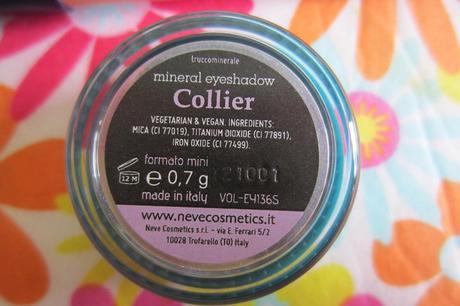 truccominerale
mineral eyeshadow
Collier
VEGETARIAN & VEGAN. INGREDIENTS:
MICA (CI 77019), TITANIUM DIOXIDE (CI 77891),
IRON OXIDE (CI 77499).
formato mini
12 M e 0,7 g 21001
made in italy VOL-E4136S
www.nevecosmetics.it
Neve Cosmetics s.r.l. - via E. Ferrari 5/2
10028 Trofarello (TO) Italy